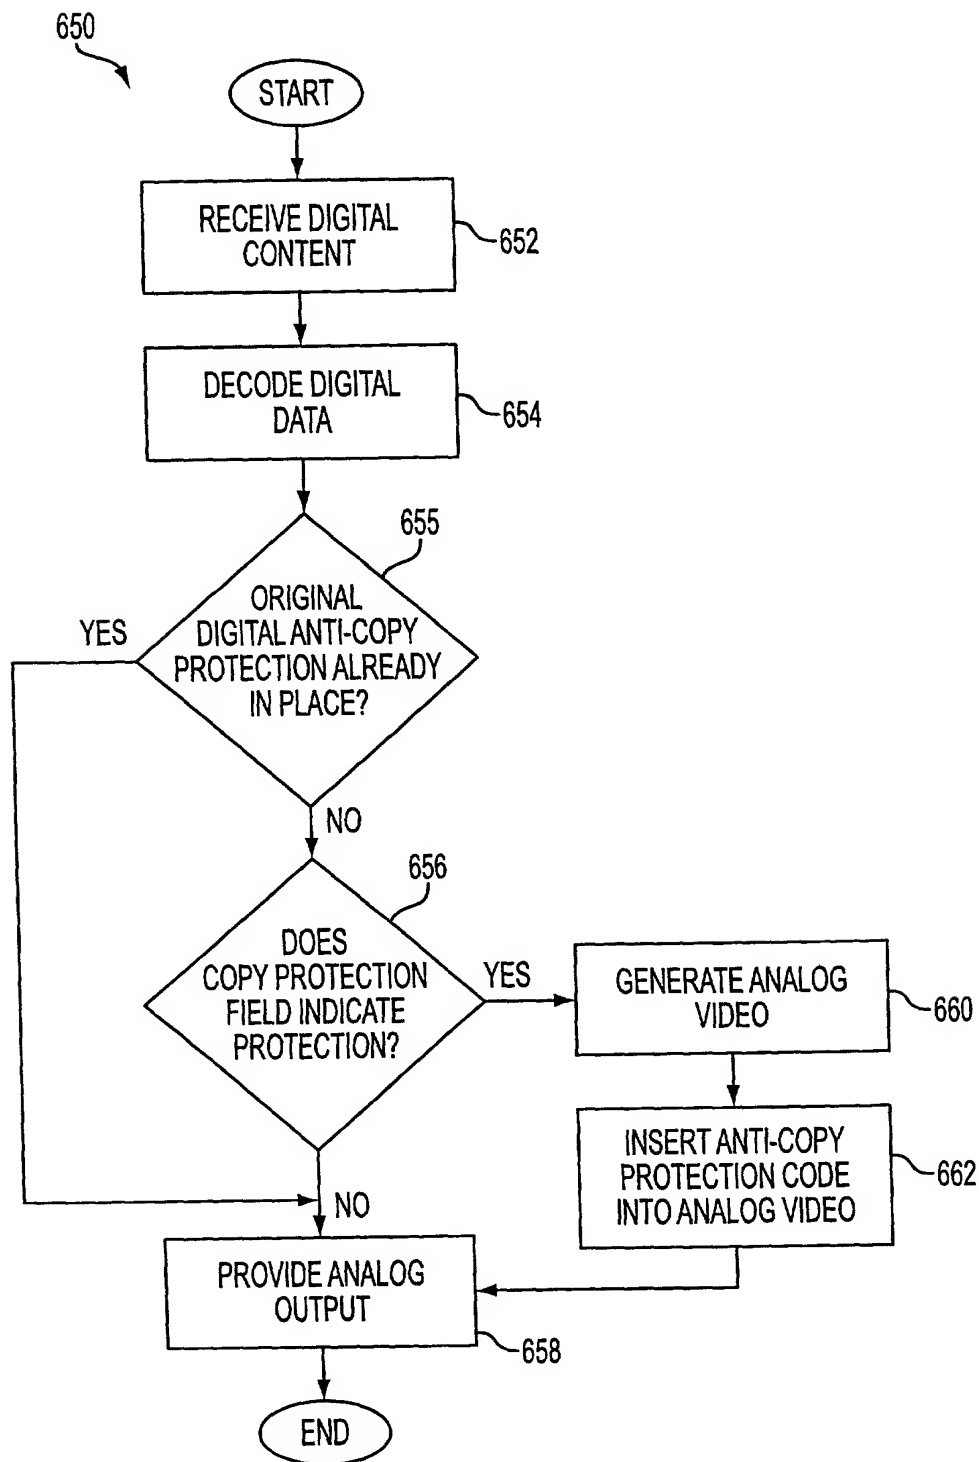 650
START
RECEIVE DIGITAL
CONTENT
652
DECODE DIGITAL
DATA
654
655
ORIGINAL
DIGITAL ANTI-COPY
PROTECTION ALREADY
IN PLACE?
YES
NO
656
DOES
COPY PROTECTION
FIELD INDICATE
PROTECTION?
YES
GENERATE ANALOG
VIDEO
660
INSERT ANTI-COPY
PROTECTION CODE
INTO ANALOG VIDEO
662
NO
PROVIDE ANALOG
OUTPUT
658
END